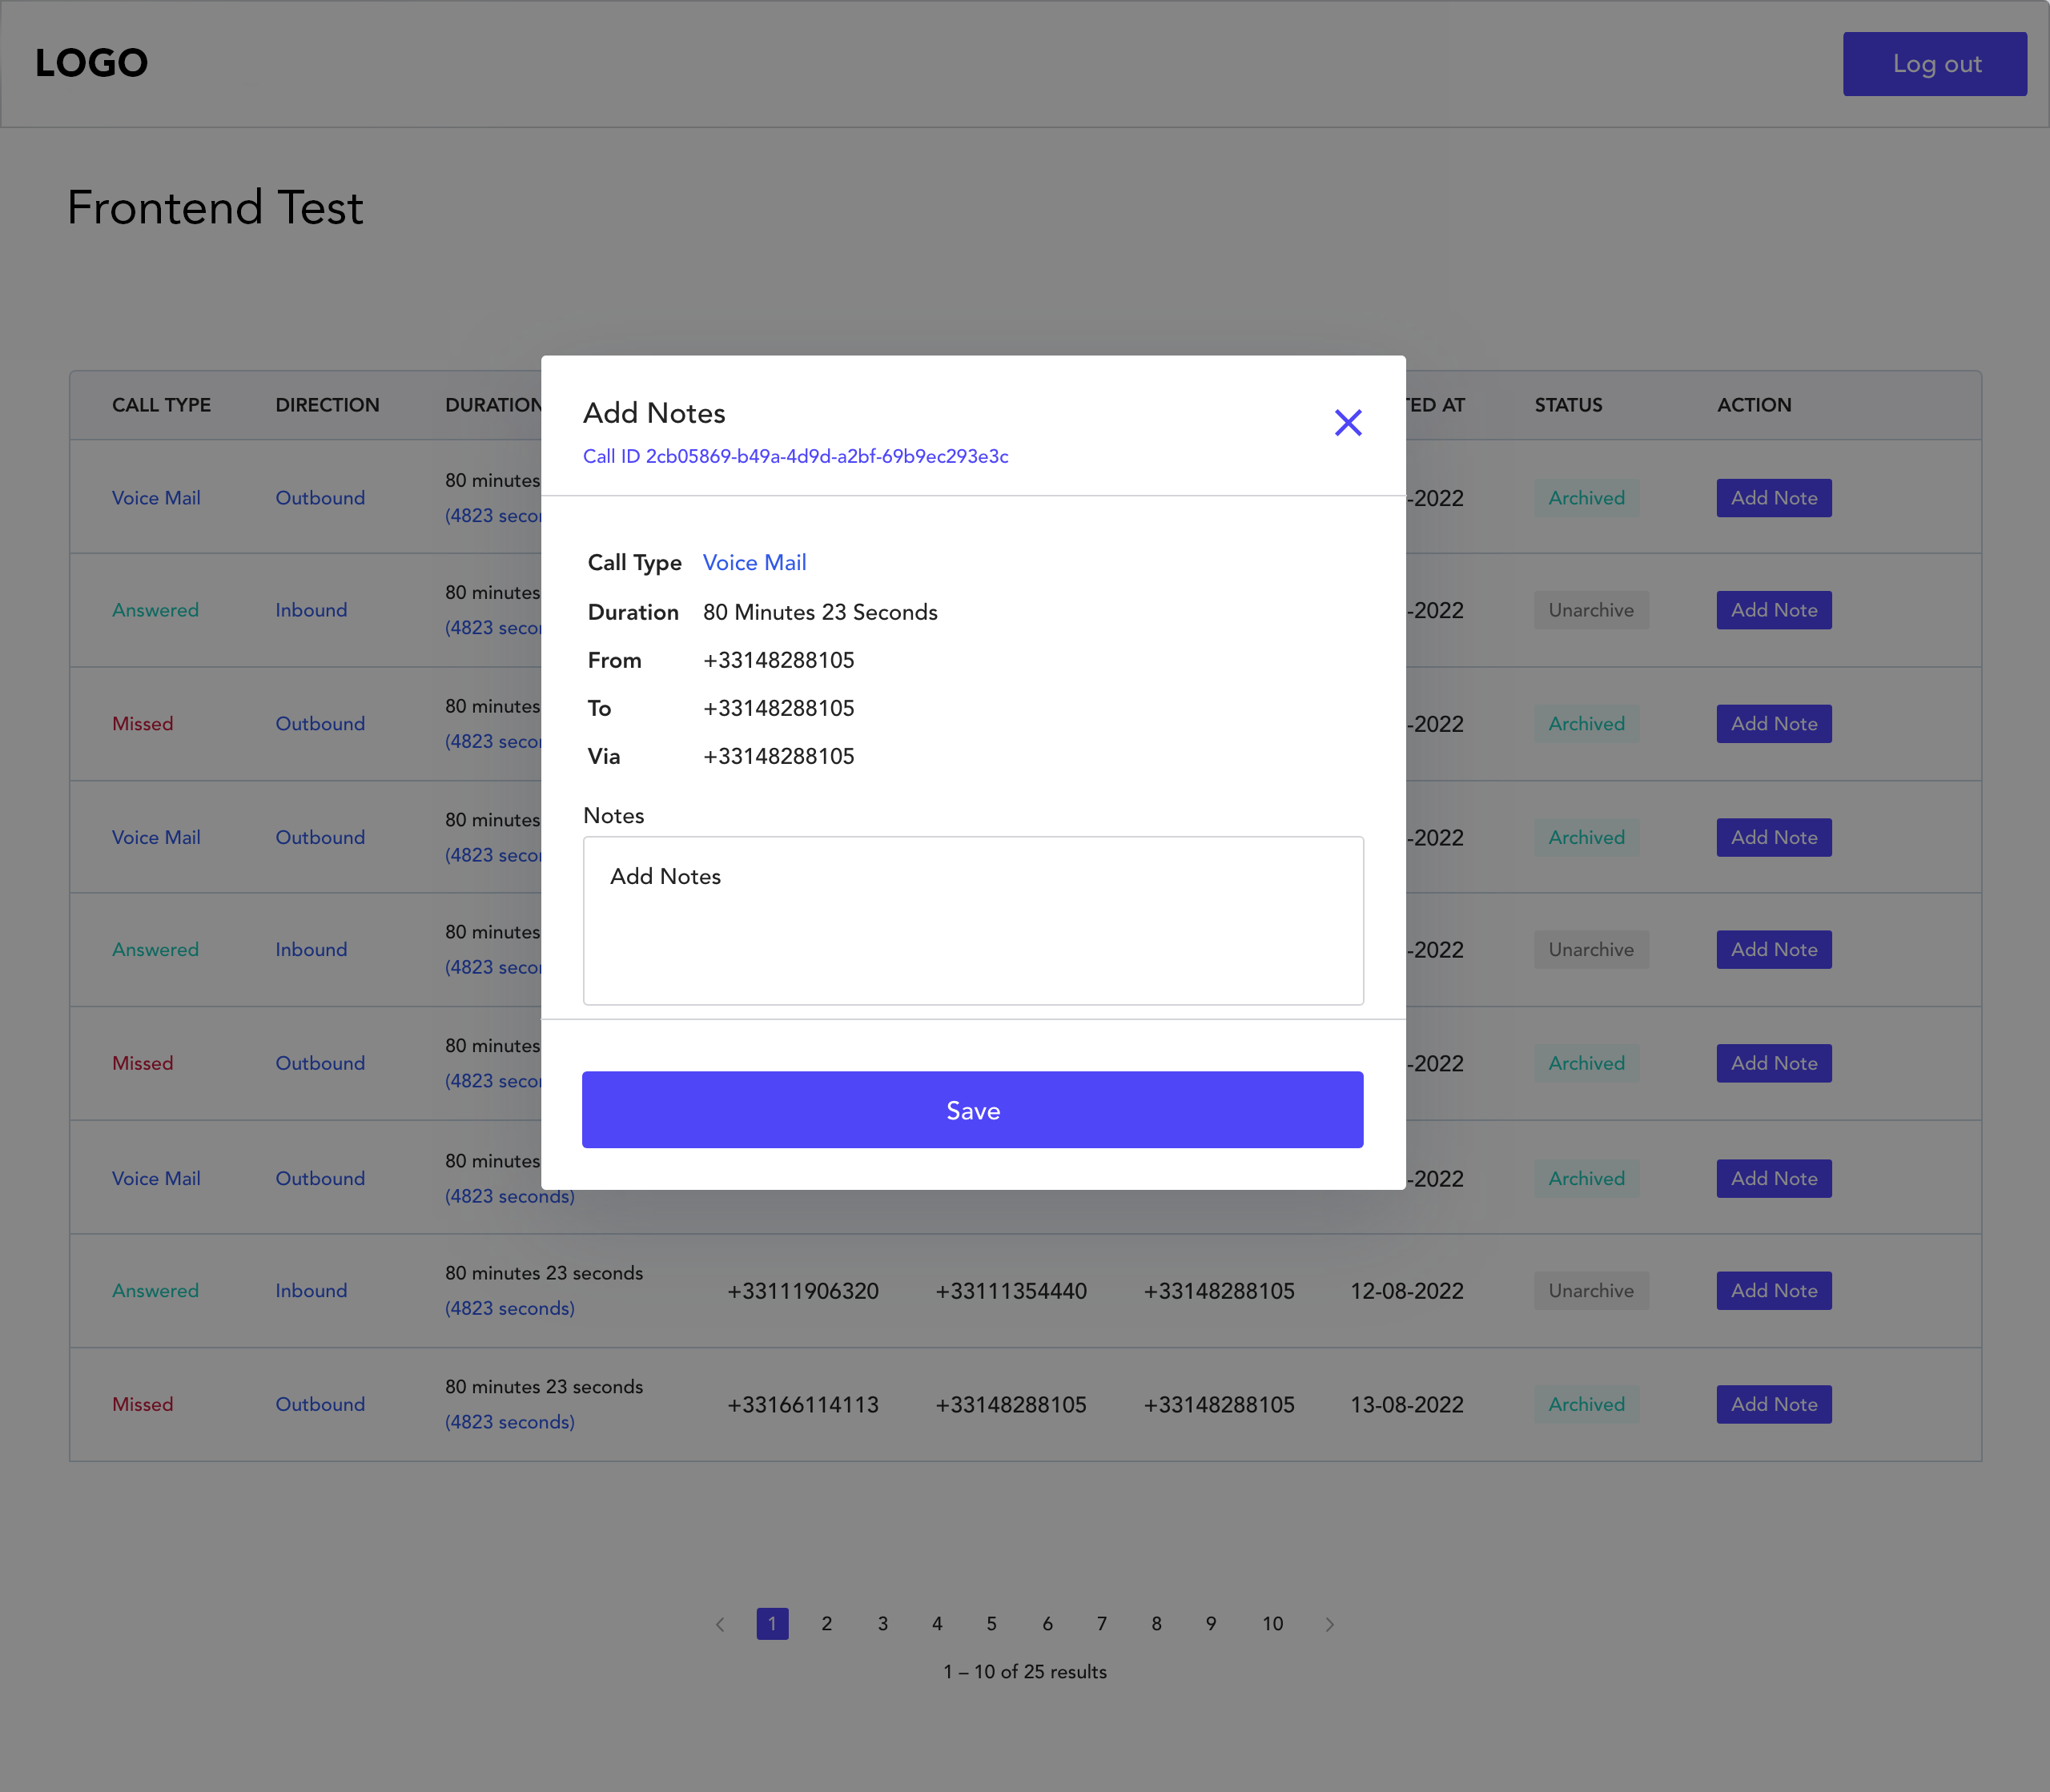 LOGO
Log out
Frontend Test
CALL TYPE DIRECTION DURATION TED AT STATUS ACTION
Voice Mail Outbound 80 minutes -2022 Archived Add Note
(4823
Answered Inbound 80 minutes -2022 Unarchive Add Note
(4823
Missed Outbound 80 minutes -2022 Archived Add Note
(4823
Voice Mail Outbound 80 minutes -2022 Archived Add Note
(4823
Answered Inbound 80 minutes -2022 Unarchive Add Note
(4823
Missed Outbound 80 minutes -2022 Archived Add Note
(4823
Voice Mail Outbound 80 minutes -2022 Archived Add Note
(4823 seconds)
Answered Inbound 80 minutes 23 seconds +33111906320 +33111354440 +33148288105 12-08-2022 Unarchive Add Note
(4823 seconds)
Missed Outbound 80 minutes 23 seconds +33166114113 +33148288105 +33148288105 13-08-2022 Archived Add Note
(4823 seconds)
Add Notes
Call ID 2cb05869-b49a-4d9d-a2bf-69b9ec293e3c
Call Type Voice Mail
Duration 80 Minutes 23 Seconds
From +33148288105
To +33148288105
Via +33148288105
Notes
Add Notes
Save
1 2 3 4 5 6 7 8 9 10
1 – 10 of 25 results